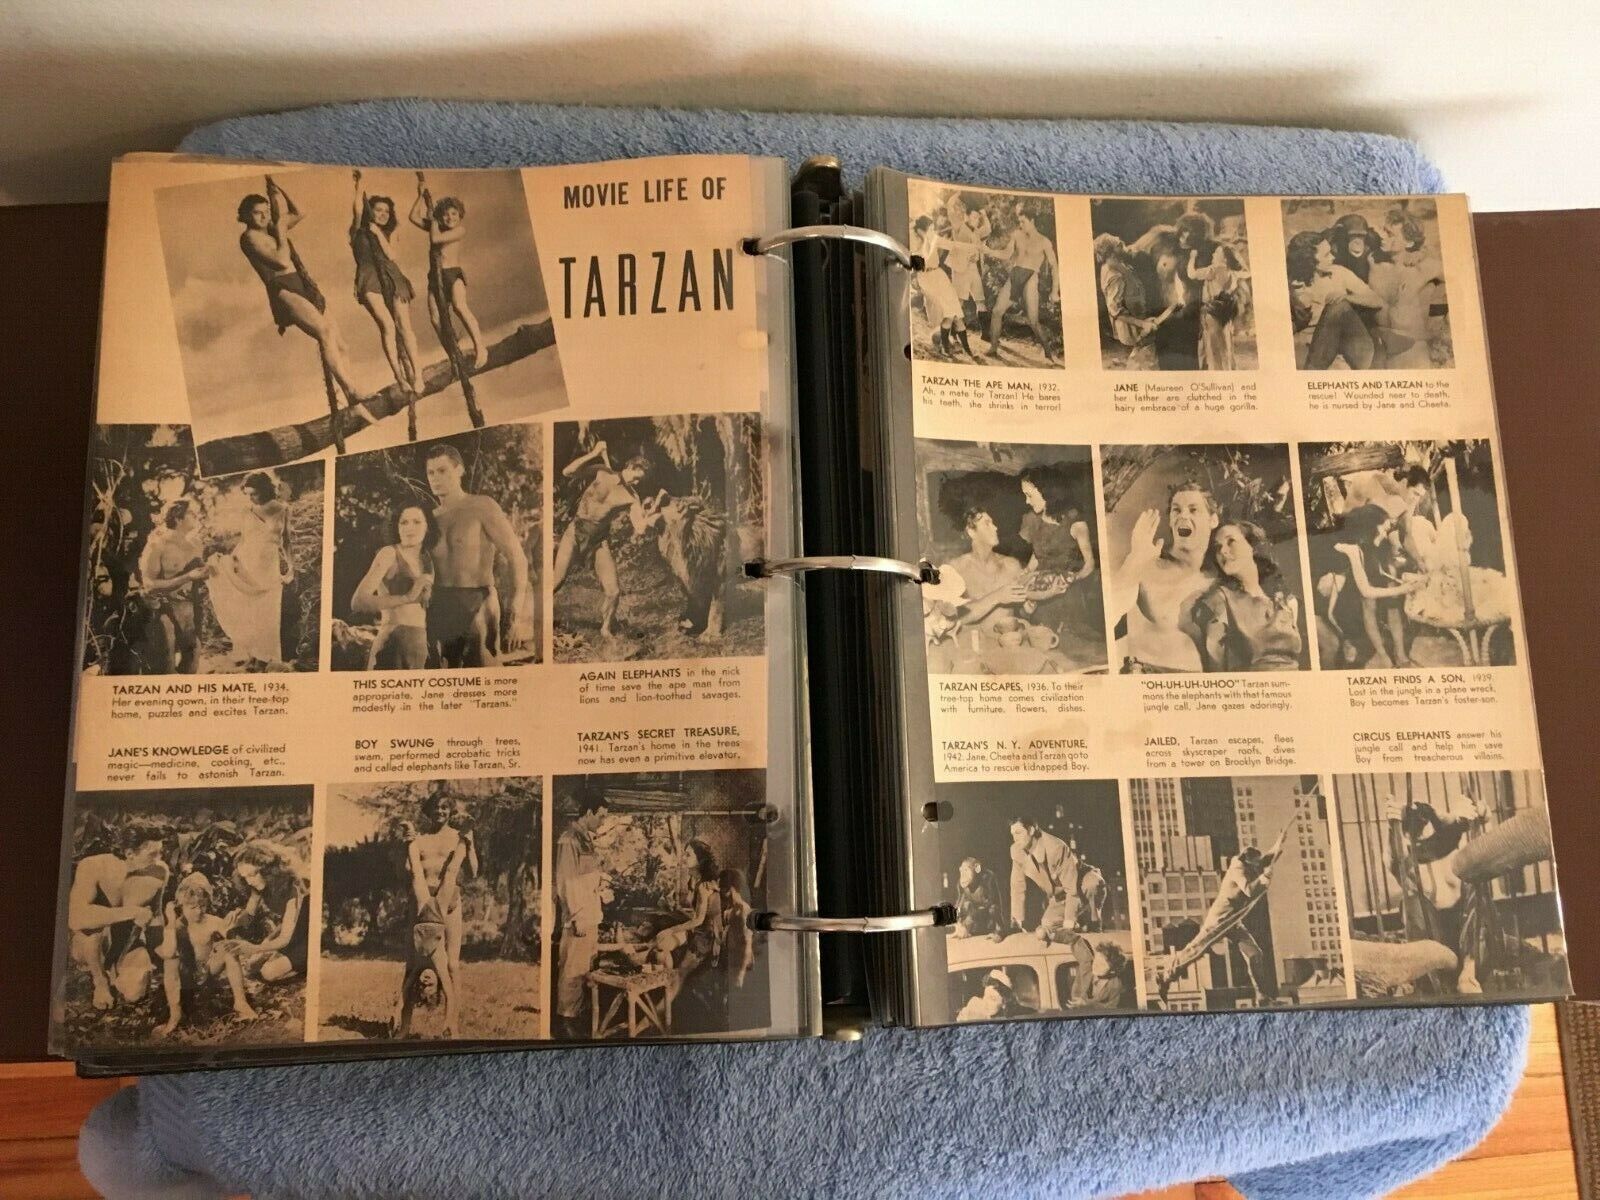 MOVIE LIFE OF
TARZAN
TARZAN AND HIS MATE, 1934.
Her evening gown, in their tree-top
home, puzzles and excites Tarzan.
THIS SCANTY COSTUME is more
appropriate. Jane dresses more
modestly in the later "Tarzans."
AGAIN ELEPHANTS in the nick
of time save the ape man from
lions and lion-toothed savages.
JANE'S KNOWLEDGE of civilized
magic—medicine, cooking, etc.,
never fails to astonish Tarzan.
BOY SWUNG through trees,
swam, performed acrobatic tricks
and called elephants like Tarzan, Sr.
TARZAN'S SECRET TREASURE,
1941. Tarzan's home in the trees
now has even a primitive elevator.
TARZAN THE APE MAN, 1932.
Ah, a mate for Tarzan! He bares
his teeth, she shrinks in terror!
JANE (Maureen O'Sullivan) and
her father are clutched in the
hairy embrace of a huge gorilla.
ELEPHANTS AND TARZAN to the
rescue! Wounded near to death,
he is nursed by Jane and Cheeta.
TARZAN ESCAPES, 1936. To their
tree-top home comes civilization
with furniture, flowers, dishes.
"OH-UH-UH-UHOO" Tarzan sum-
mons the elephants with that famous
jungle call, Jane gazes adoringly.
TARZAN FINDS A SON, 1939.
Lost in the jungle in a plane wreck,
Boy becomes Tarzan's foster-son.
TARZAN'S N. Y. ADVENTURE,
1942. Jane, Cheeta and Tarzan go to
America to rescue kidnapped Boy.
JAILED, Tarzan escapes, flees
across skyscraper roofs, dives
from a tower on Brooklyn Bridge.
CIRCUS ELEPHANTS answer his
jungle call and help him save
Boy from treacherous villains.